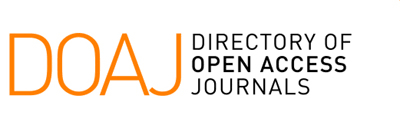 DOAJ
DIRECTORY OF
OPEN ACCESS
JOURNALS